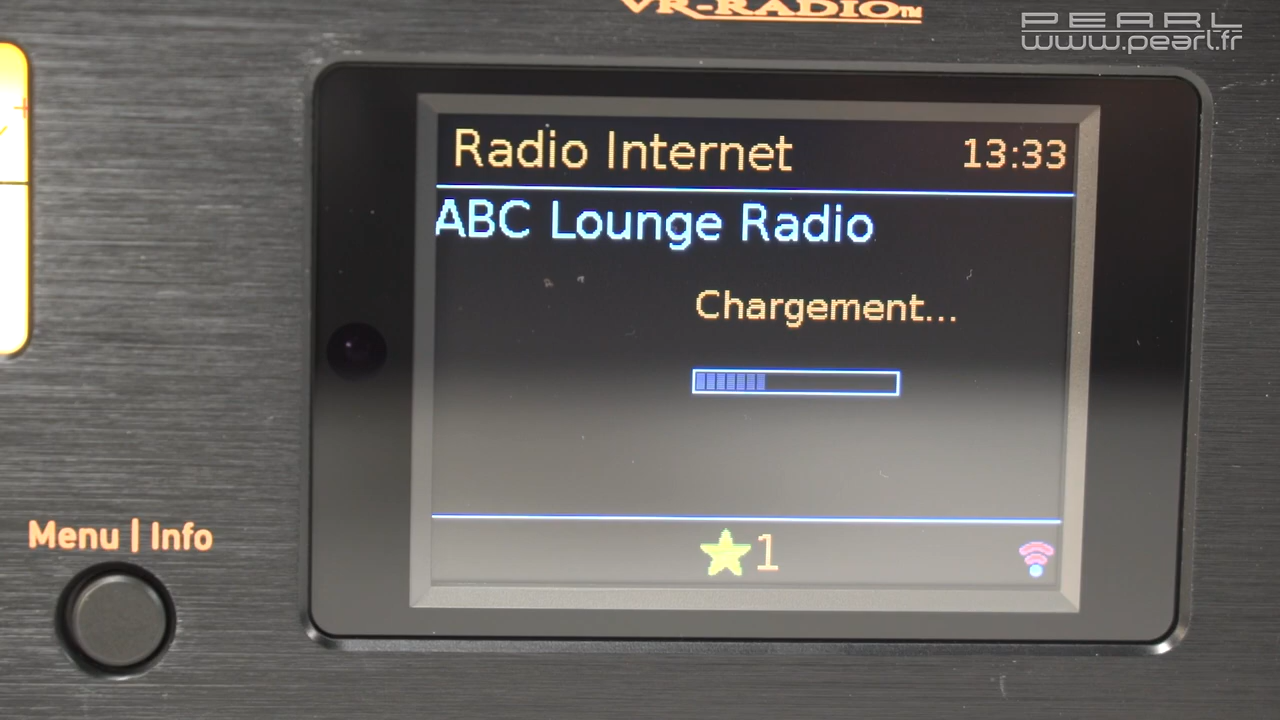 VR-RADIO™
PEARL
www.pearl.fr
Radio Internet 13:33
ABC Lounge Radio
Chargement...
1
Menu | Info